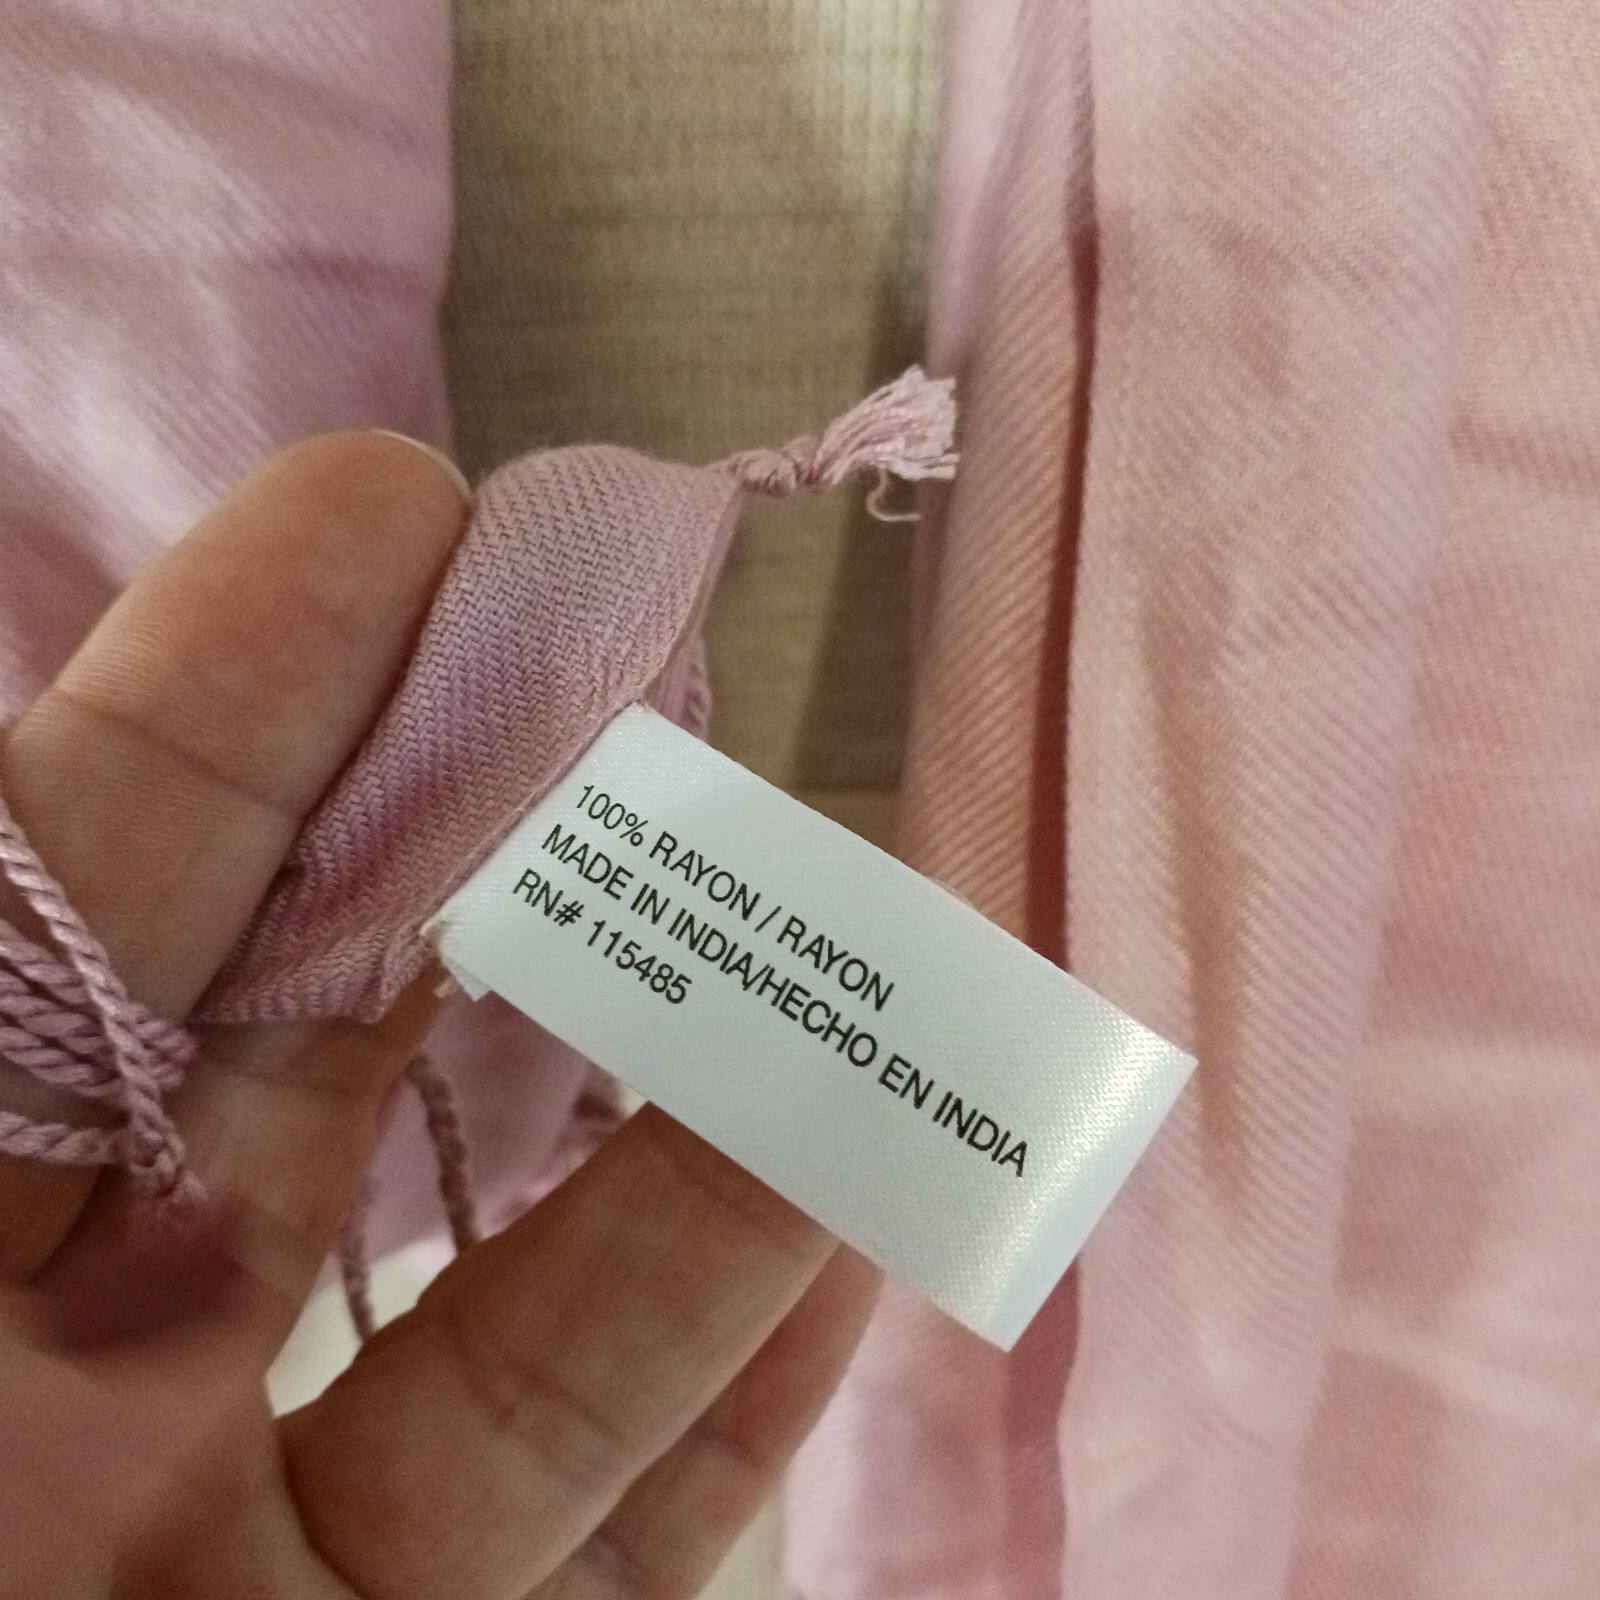 100% RAYON / RAYON
MADE IN INDIA/HECHO EN INDIA
RN# 115485